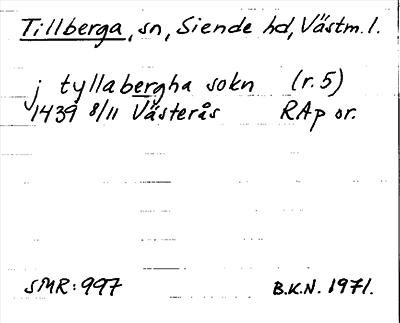 Tillberga, sn, Siende hd, Västm. l.
j tyllabergha sokn (r. 5)
1439 8/11 Västerås RAp or.
SMR: 997 B.K.N. 1971.